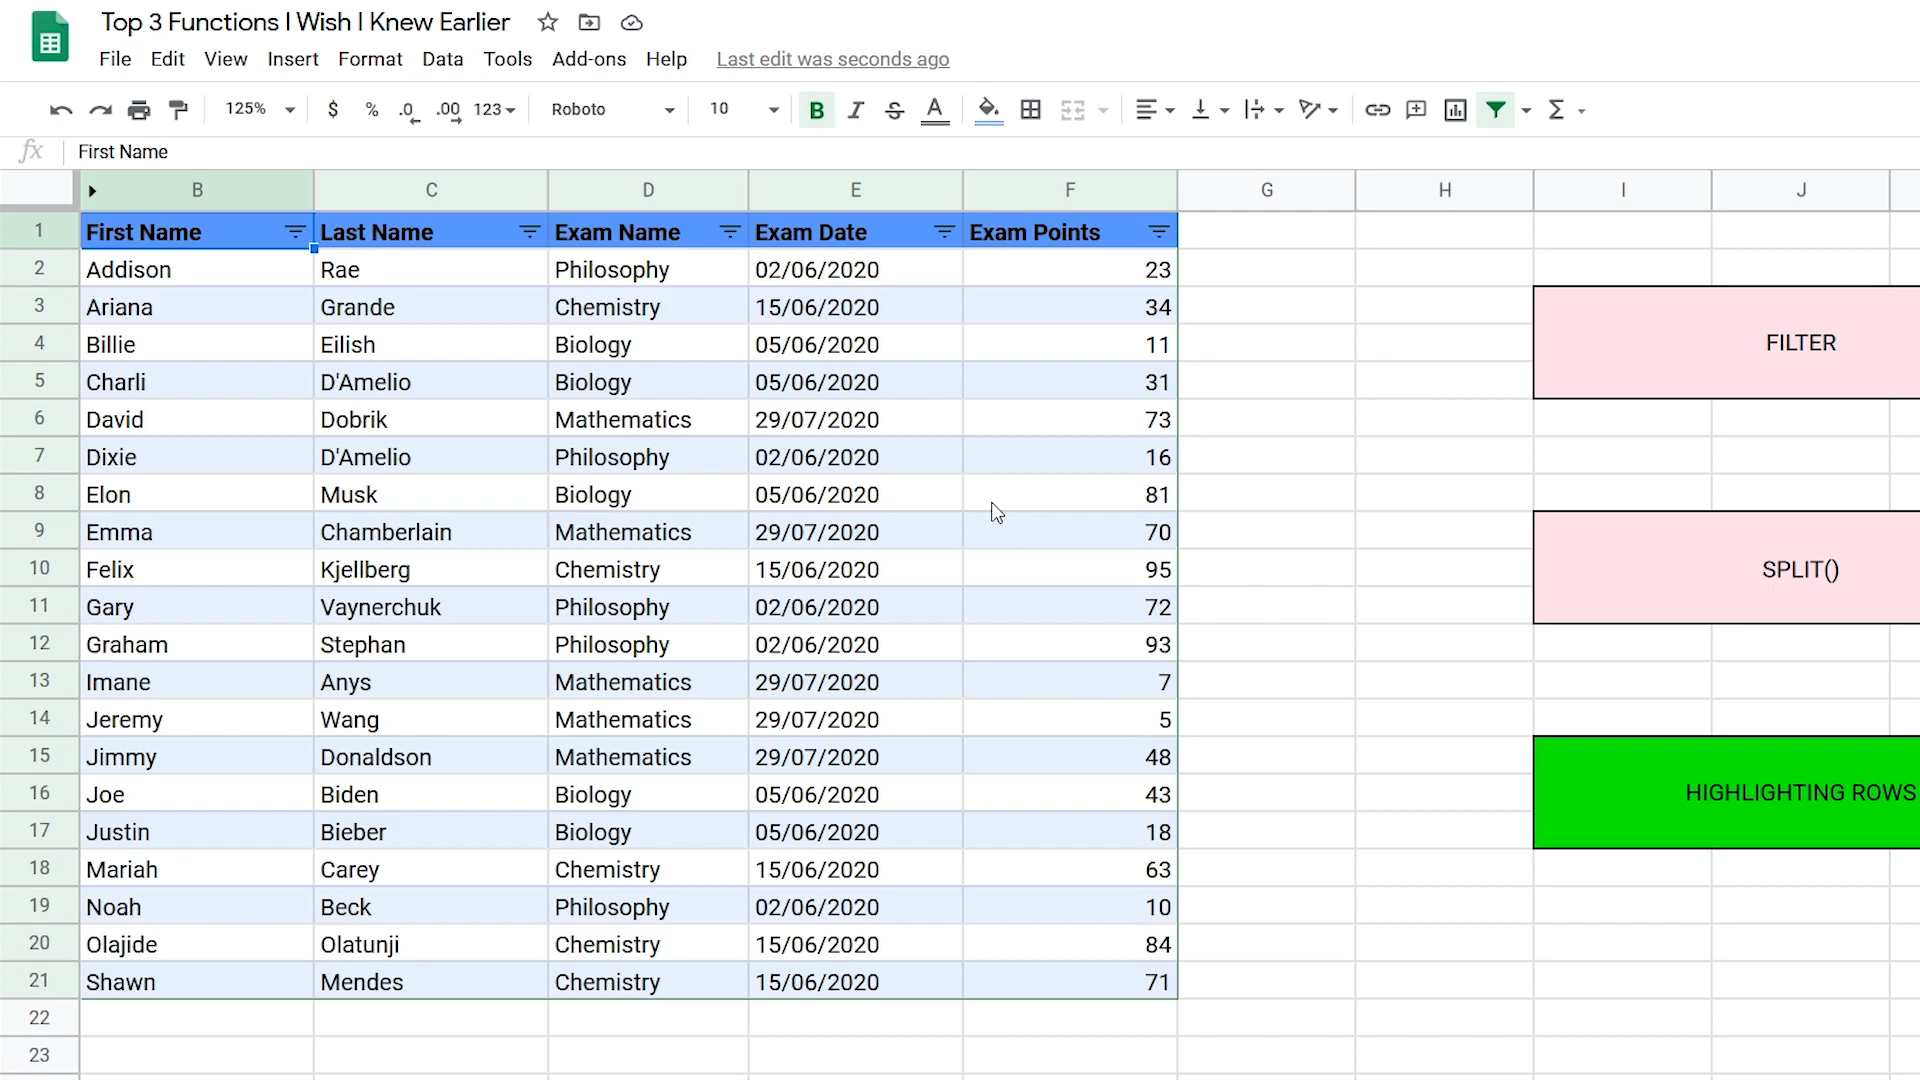 Top 3 Functions I Wish I Knew Earlier
File Edit View Insert Format Data Tools Add-ons Help Last edit was seconds ago
125% $ % .0 .00 123 Roboto 10 B I S A Σ
fx First Name
B C D E F G H I J
1 First Name Last Name Exam Name Exam Date Exam Points
2 Addison Rae Philosophy 02/06/2020 23
3 Ariana Grande Chemistry 15/06/2020 34
4 Billie Eilish Biology 05/06/2020 11 FILTER
5 Charli D'Amelio Biology 05/06/2020 31
6 David Dobrik Mathematics 29/07/2020 73
7 Dixie D'Amelio Philosophy 02/06/2020 16
8 Elon Musk Biology 05/06/2020 81
9 Emma Chamberlain Mathematics 29/07/2020 70
10 Felix Kjellberg Chemistry 15/06/2020 95 SPLIT()
11 Gary Vaynerchuk Philosophy 02/06/2020 72
12 Graham Stephan Philosophy 02/06/2020 93
13 Imane Anys Mathematics 29/07/2020 7
14 Jeremy Wang Mathematics 29/07/2020 5
15 Jimmy Donaldson Mathematics 29/07/2020 48
16 Joe Biden Biology 05/06/2020 43 HIGHLIGHTING ROWS
17 Justin Bieber Biology 05/06/2020 18
18 Mariah Carey Chemistry 15/06/2020 63
19 Noah Beck Philosophy 02/06/2020 10
20 Olajide Olatunji Chemistry 15/06/2020 84
21 Shawn Mendes Chemistry 15/06/2020 71
22
23